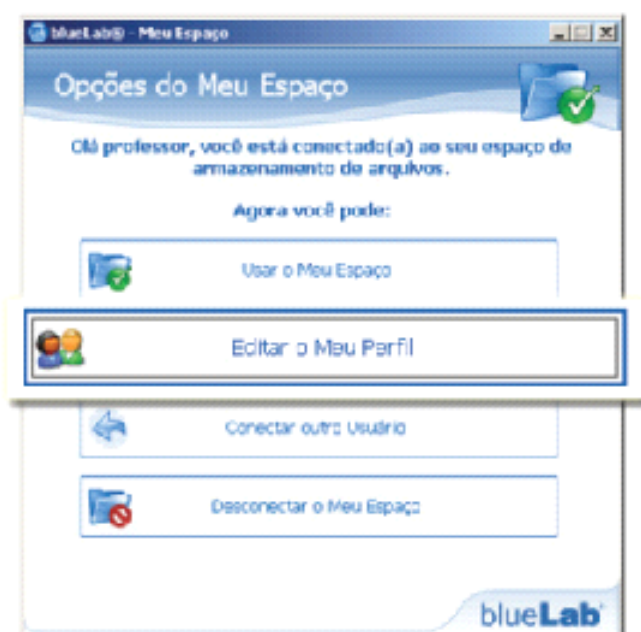 blueLab® - Meu Espaço
Opções do Meu Espaço
Olá professor, você está conectado(a) ao seu espaço de
armazenamento de arquivos.
Agora você pode:
Usar o Meu Espaço
Editar o Meu Perfil
Conectar outro Usuário
Desconectar o Meu Espaço
blueLab